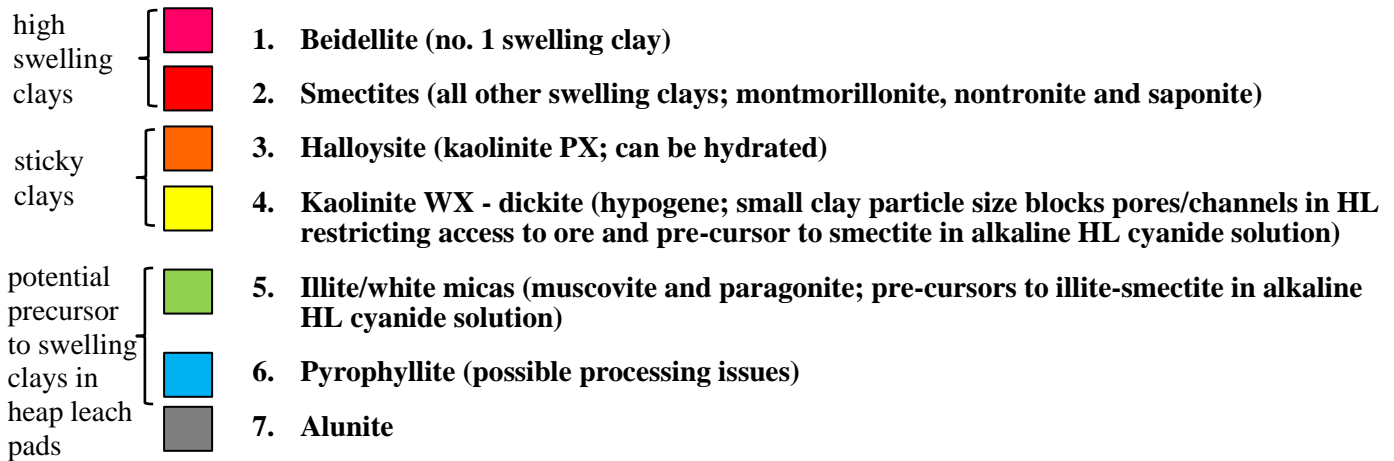 high
swelling
clays
1. Beidellite (no. 1 swelling clay)
2. Smectites (all other swelling clays; montmorillonite, nontronite and saponite)
sticky
clays
3. Halloysite (kaolinite PX; can be hydrated)
4. Kaolinite WX - dickite (hypogene; small clay particle size blocks pores/channels in HL
restricting access to ore and pre-cursor to smectite in alkaline HL cyanide solution)
potential
precursor
to swelling
clays in
heap leach
pads
5. Illite/white micas (muscovite and paragonite; pre-cursors to illite-smectite in alkaline
HL cyanide solution)
6. Pyrophyllite (possible processing issues)
7. Alunite